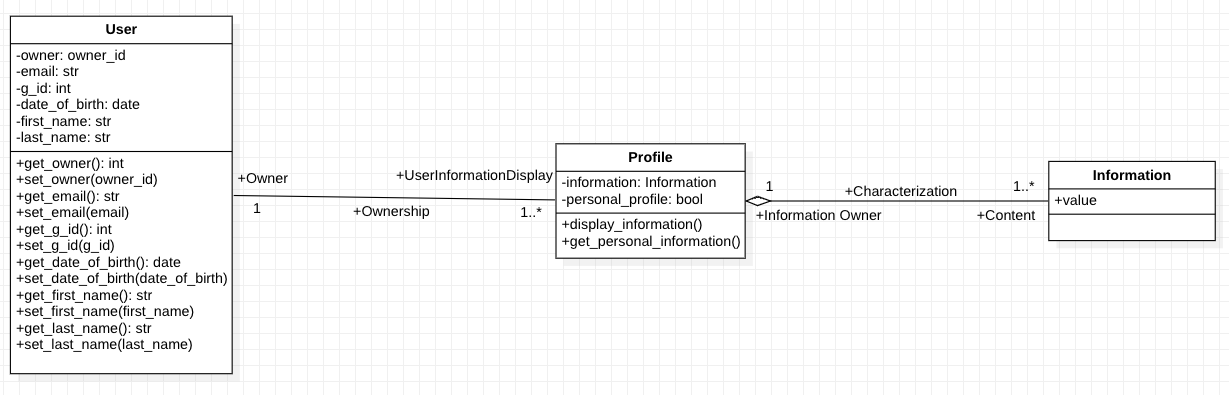 User
-owner: owner_id
-email: str
-g_id: int
-date_of_birth: date
-first_name: str
-last_name: str
+get_owner(): int
+set_owner(owner_id)
+get_email(): str
+set_email(email)
+get_g_id(): int
+set_g_id(g_id)
+get_date_of_birth(): date
+set_date_of_birth(date_of_birth)
+get_first_name(): str
+set_first_name(first_name)
+get_last_name(): str
+set_last_name(last_name)
+Owner
1
+Ownership
+UserInformationDisplay
1..*
Profile
-information: Information
-personal_profile: bool
+display_information()
+get_personal_information()
1
+Information Owner
+Characterization
1..*
+Content
Information
+value